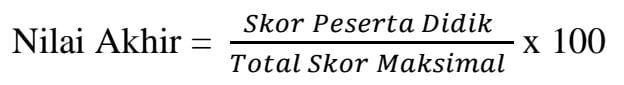 Nilai Akhir = Skor Peserta Didik / Total Skor Maksimal x 100